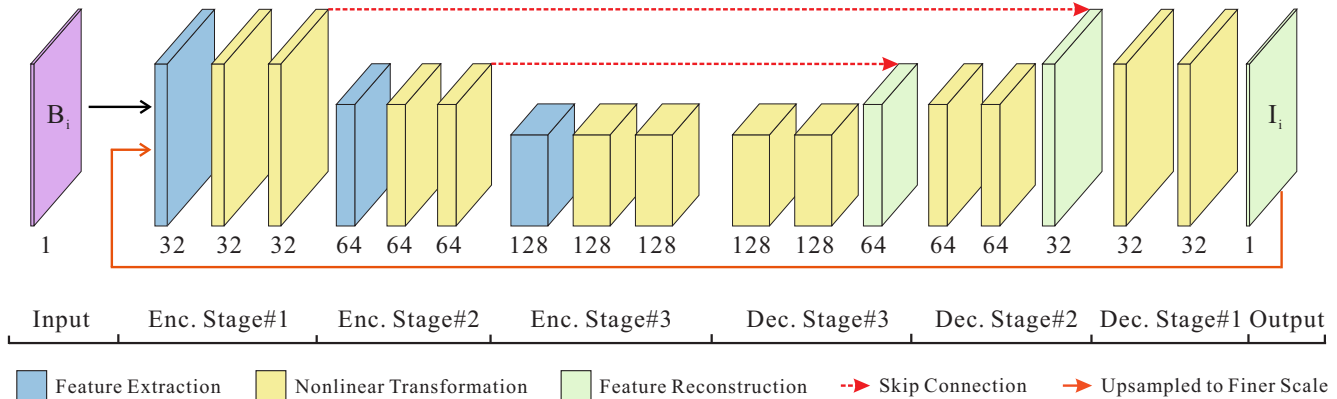 B_i
I_i
1 32 32 32 64 64 64 128 128 128 128 128 64 64 64 32 32 32 1
Input Enc. Stage#1 Enc. Stage#2 Enc. Stage#3 Dec. Stage#3 Dec. Stage#2 Dec. Stage#1 Output
Feature Extraction Nonlinear Transformation Feature Reconstruction Skip Connection Upsampled to Finer Scale